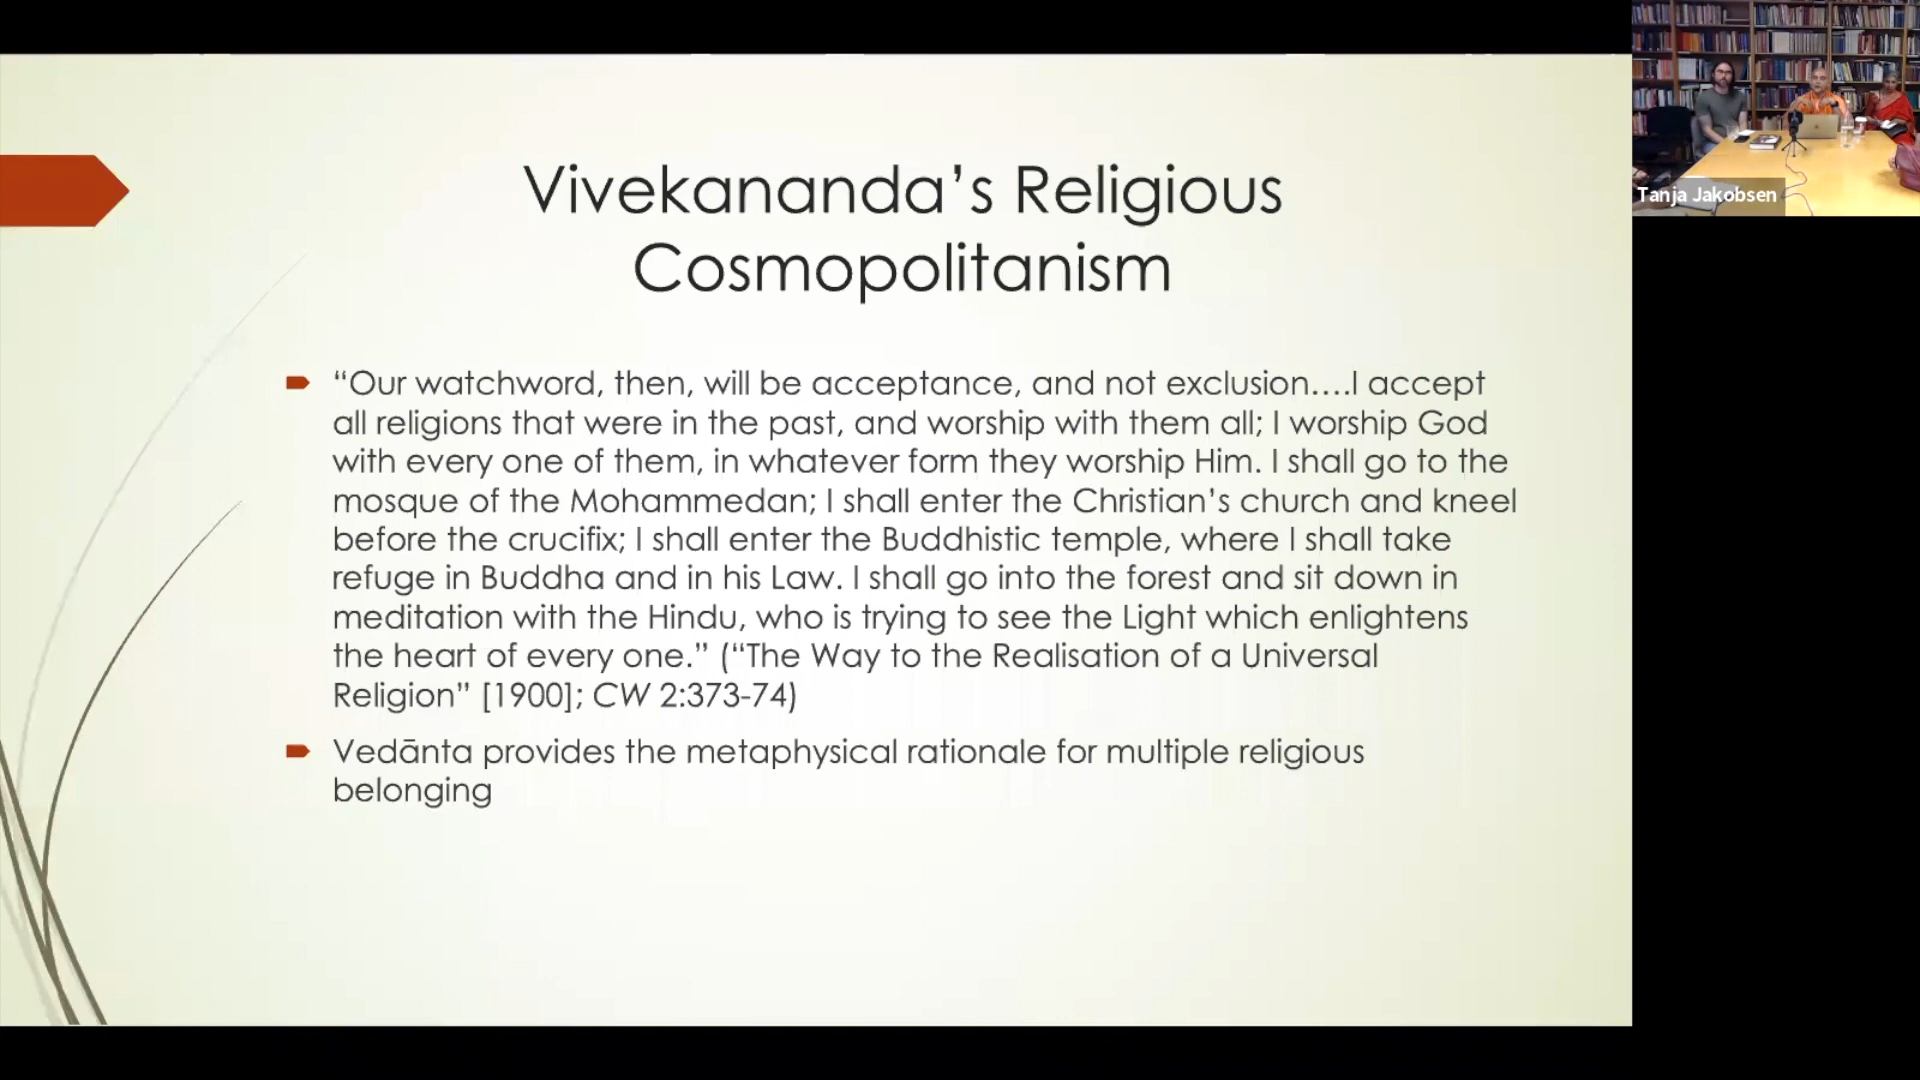 Vivekananda’s Religious
Cosmopolitanism
“Our watchword, then, will be acceptance, and not exclusion….I accept
all religions that were in the past, and worship with them all; I worship God
with every one of them, in whatever form they worship Him. I shall go to the
mosque of the Mohammedan; I shall enter the Christian’s church and kneel
before the crucifix; I shall enter the Buddhistic temple, where I shall take
refuge in Buddha and in his Law. I shall go into the forest and sit down in
meditation with the Hindu, who is trying to see the Light which enlightens
the heart of every one.” (“The Way to the Realisation of a Universal
Religion” [1900]; CW 2:373-74)
Vedānta provides the metaphysical rationale for multiple religious
belonging
Tanja Jakobsen